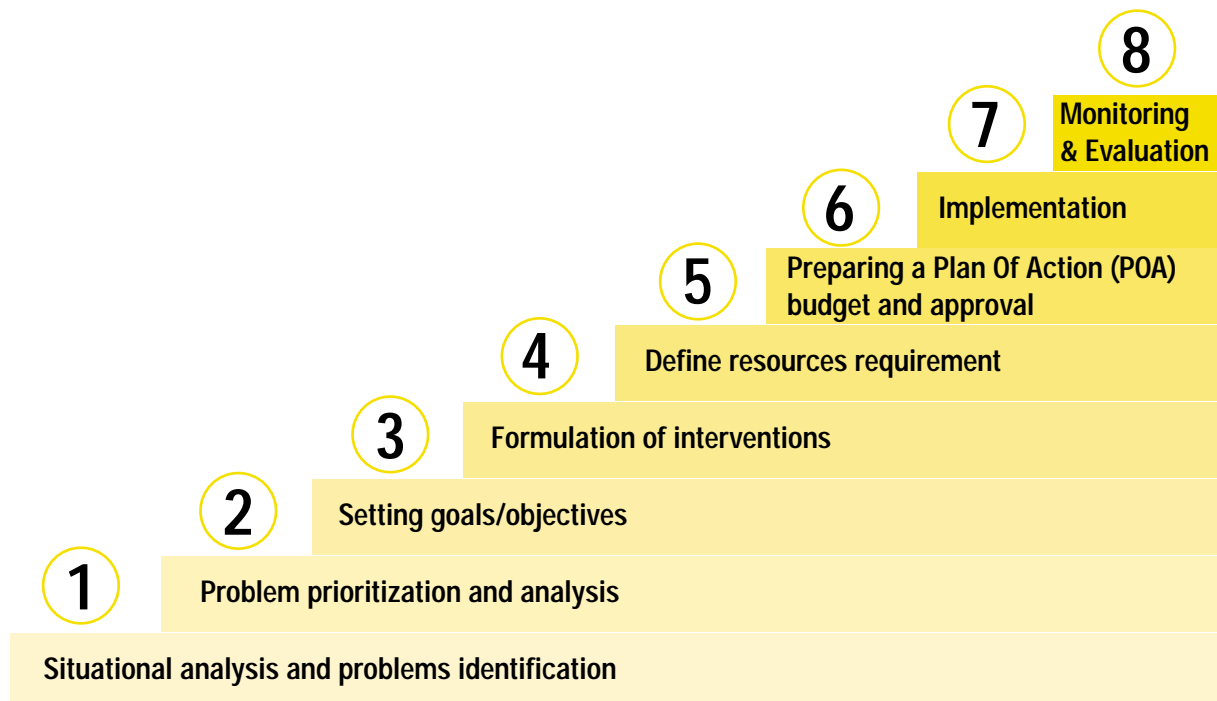 8
Monitoring
& Evaluation
7
Implementation
6
Preparing a Plan Of Action (POA)
budget and approval
5
Define resources requirement
4
Formulation of interventions
3
Setting goals/objectives
2
Problem prioritization and analysis
1
Situational analysis and problems identification